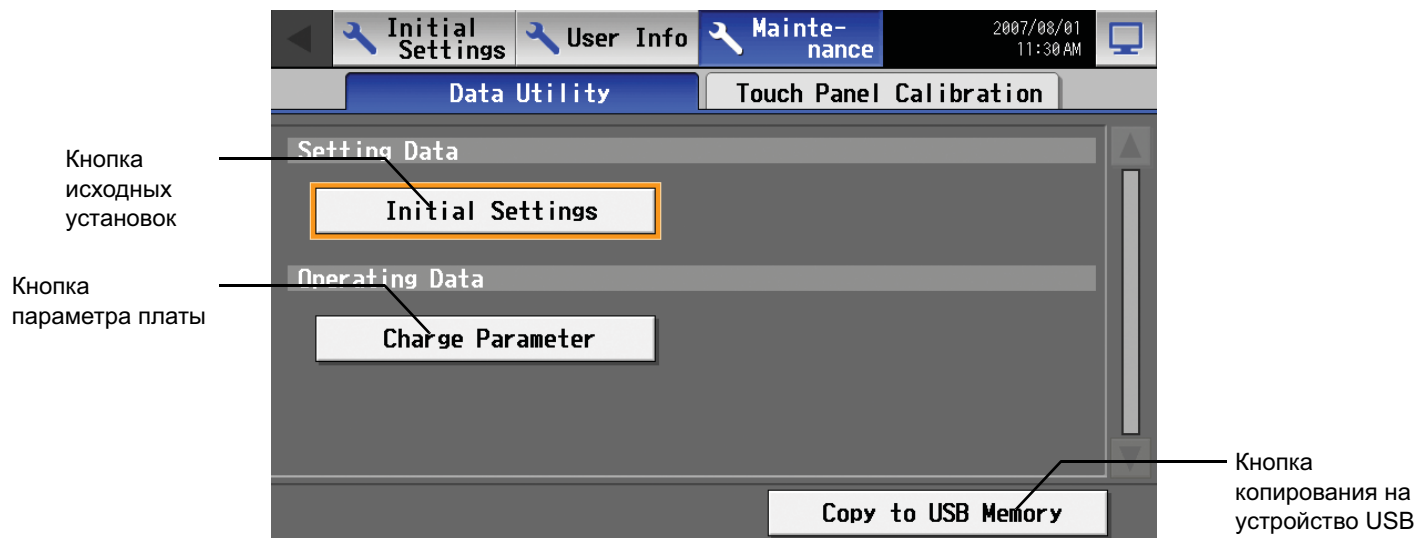 Initial Settings
User Info
Mainte-
nance
2007/08/01
11:30 AM
Data Utility
Touch Panel Calibration
Setting Data
Кнопка
исходных
установок
Initial Settings
Operating Data
Кнопка
параметра платы
Charge Parameter
Кнопка
копирования на
устройство USB
Copy to USB Memory